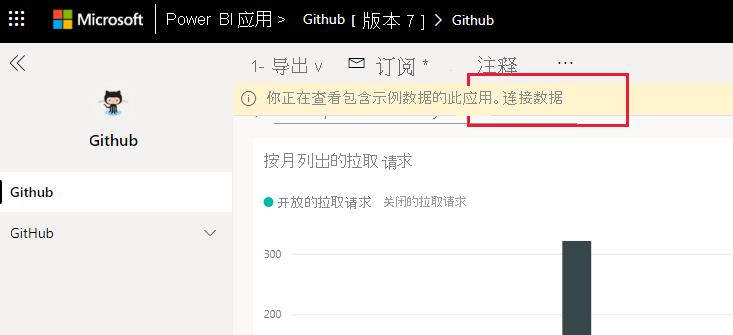 Microsoft Power BI 应用 > Github [ 版本 7 ] > Github
1- 导出 ∨ 订阅 * 注释 ...
你正在查看包含示例数据的此应用。连接数据
Github
按月列出的拉取 请求
Github
开放的拉取请求 关闭的拉取请求
GitHub
300
200